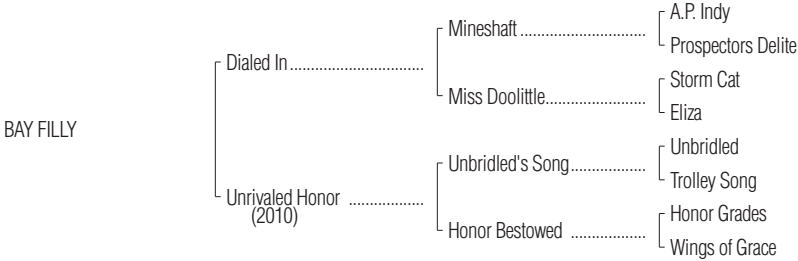 A.P. Indy
Mineshaft ..............................
Prospectors Delite
Dialed In ................................
Storm Cat
Miss Doolittle........................
Eliza
BAY FILLY
Unbridled
Unbridled's Song..................
Trolley Song
Unrivaled Honor ..................
(2010)
Honor Grades
Honor Bestowed ..................
Wings of Grace